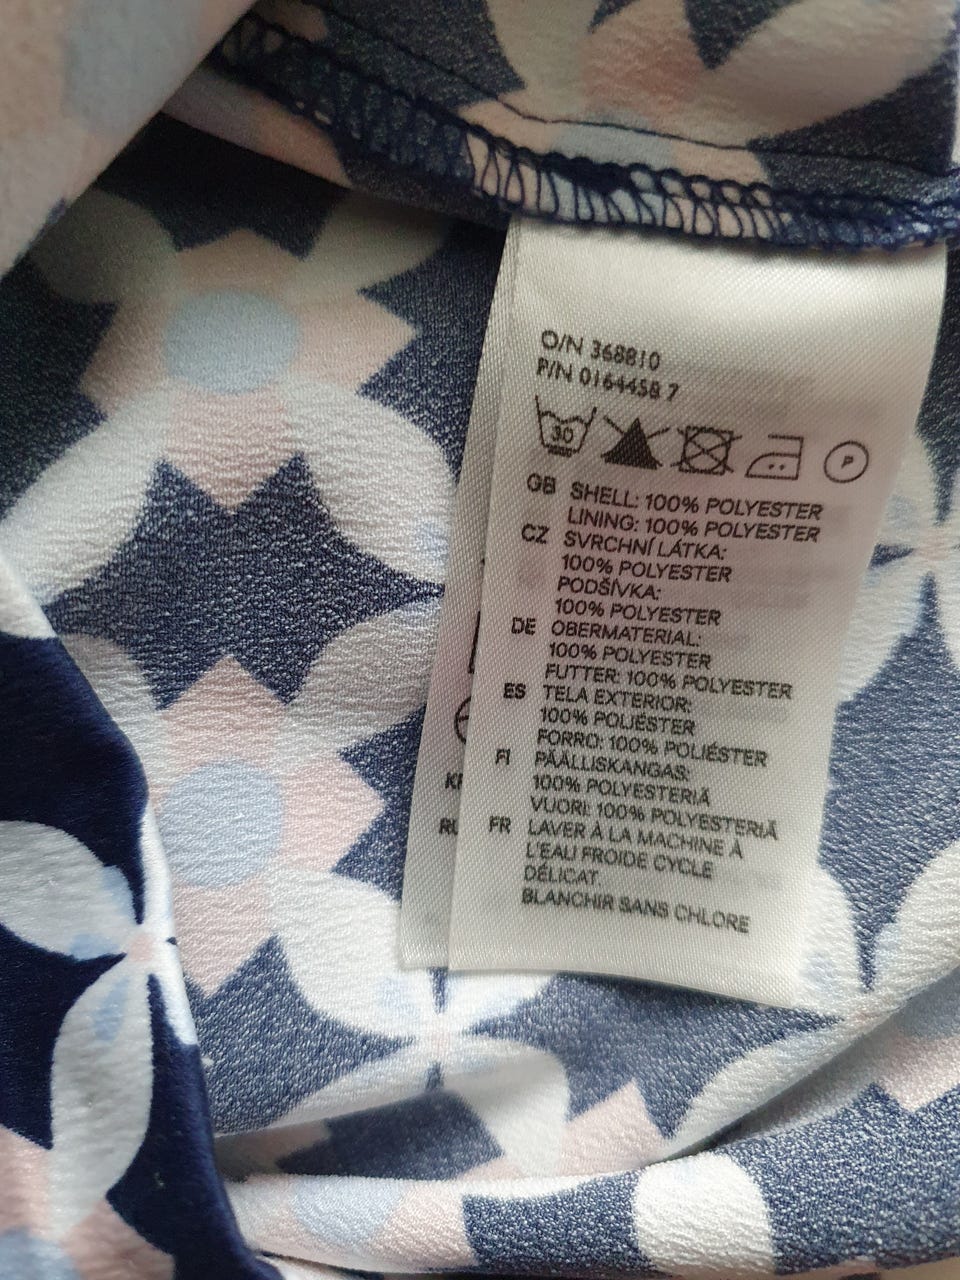 O/N 368810
P/N 0164458 7
30
P
GB SHELL: 100% POLYESTER
LINING: 100% POLYESTER
CZ SVRCHNÍ LÁTKA:
100% POLYESTER
PODŠÍVKA:
100% POLYESTER
DE OBERMATERIAL:
100% POLYESTER
FUTTER: 100% POLYESTER
ES TELA EXTERIOR:
100% POLIÉSTER
FORRO: 100% POLIÉSTER
FI PÄÄLLISKANGAS:
100% POLYESTERIÄ
VUORI: 100% POLYESTERIÄ
FR LAVER À LA MACHINE À
L'EAU FROIDE CYCLE
DÉLICAT.
BLANCHIR SANS CHLORE